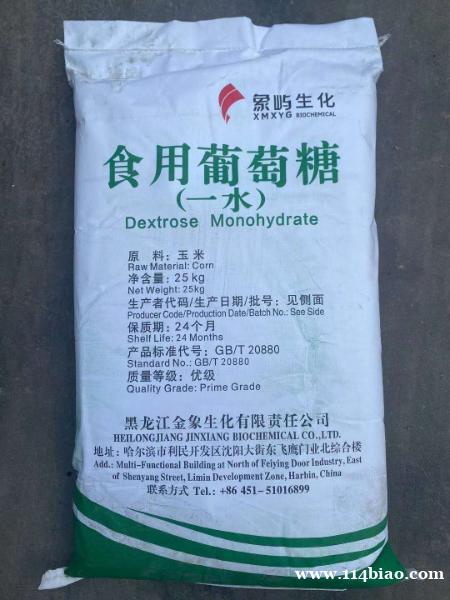 象屿生化
XMXYG BIOCHEMICAL
食用葡萄糖
(一水)
Dextrose Monohydrate
原 料：玉米
Raw Material: Corn
净含量：25kg
Net Weight: 25kg
生产者代码/生产日期/批号：见侧面
Producer Code/Production Date/Batch No.: See Side
保质期：24个月
Shelf Life: 24 Months
产品标准代号：GB/T 20880
Standard No.: GB/T 20880
质量等级：优级
Quality Grade: Prime Grade
黑龙江金象生化有限责任公司
HEILONGJIANG JINXIANG BIOCHEMICAL CO.,LTD.
地址：哈尔滨市利民开发区沈阳大街东飞鹰门业北综合楼
Add.: Multi-Functional Building at North of Feiying Door Industry, East
of Shenyang Street, Limin Development Zone, Harbin, China
联系方式 Tel.: +86 451-51016899
www.114biao.com